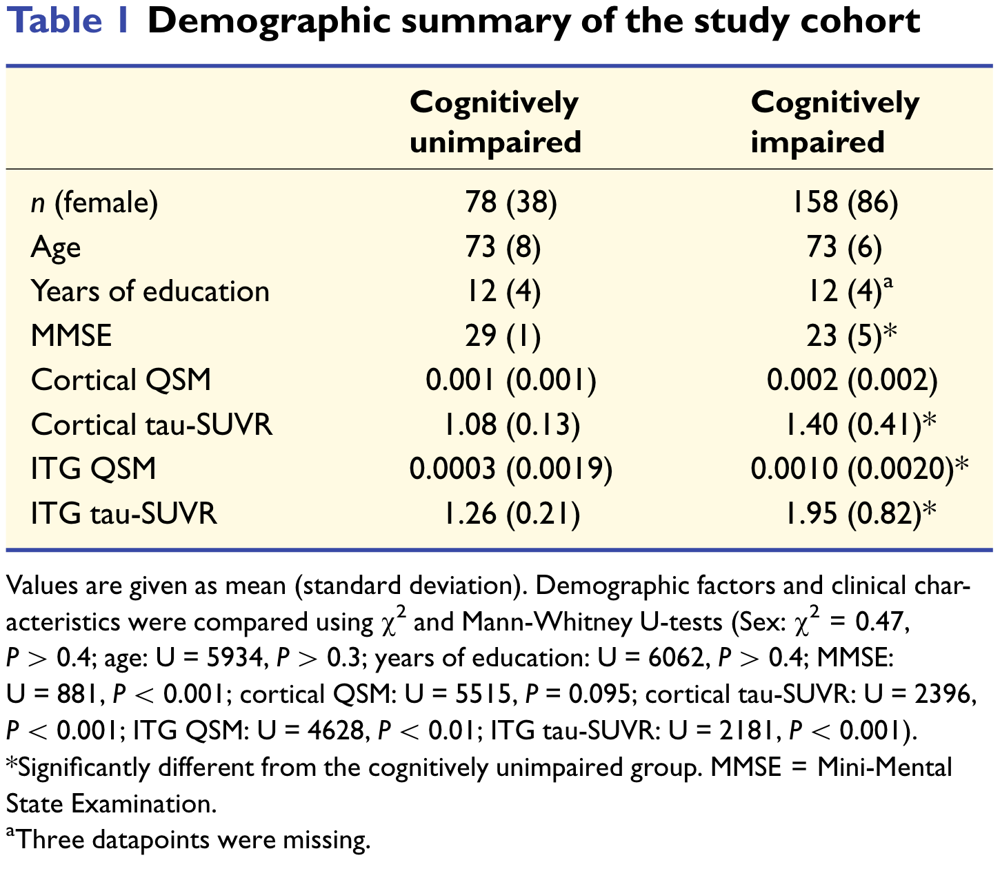 Table 1 Demographic summary of the study cohort
Cognitively unimpaired Cognitively impaired
n (female) 78 (38) 158 (86)
Age 73 (8) 73 (6)
Years of education 12 (4) 12 (4)ᵃ
MMSE 29 (1) 23 (5)*
Cortical QSM 0.001 (0.001) 0.002 (0.002)
Cortical tau-SUVR 1.08 (0.13) 1.40 (0.41)*
ITG QSM 0.0003 (0.0019) 0.0010 (0.0020)*
ITG tau-SUVR 1.26 (0.21) 1.95 (0.82)*
Values are given as mean (standard deviation). Demographic factors and clinical char-
acteristics were compared using χ² and Mann-Whitney U-tests (Sex: χ² = 0.47,
P > 0.4; age: U = 5934, P > 0.3; years of education: U = 6062, P > 0.4; MMSE:
U = 881, P < 0.001; cortical QSM: U = 5515, P = 0.095; cortical tau-SUVR: U = 2396,
P < 0.001; ITG QSM: U = 4628, P < 0.01; ITG tau-SUVR: U = 2181, P < 0.001).
*Significantly different from the cognitively unimpaired group. MMSE = Mini-Mental
State Examination.
ᵃThree datapoints were missing.